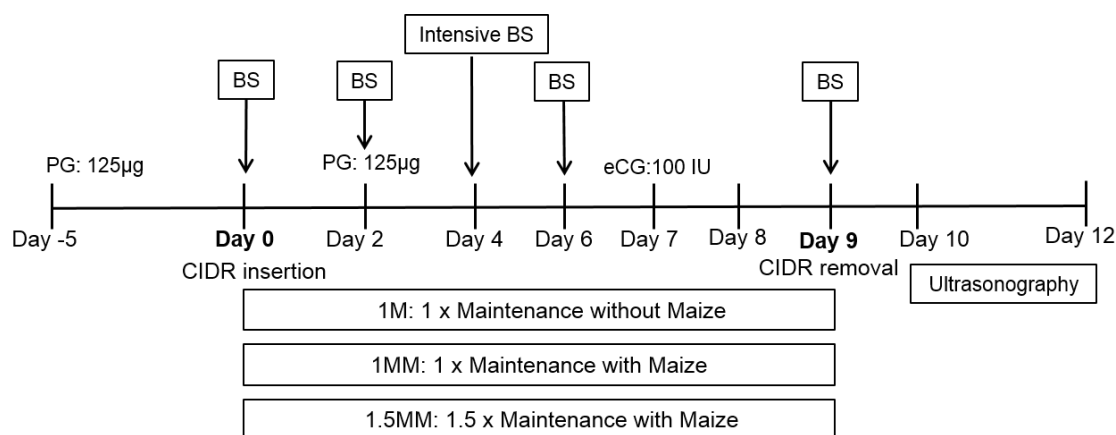 Intensive BS
BS
BS
BS
BS
PG: 125µg
PG: 125µg
eCG:100 IU
Day -5
Day 0
Day 2
Day 4
Day 6
Day 7
Day 8
Day 9
Day 10
Day 12
CIDR insertion
CIDR removal
Ultrasonography
1M: 1 x Maintenance without Maize
1MM: 1 x Maintenance with Maize
1.5MM: 1.5 x Maintenance with Maize